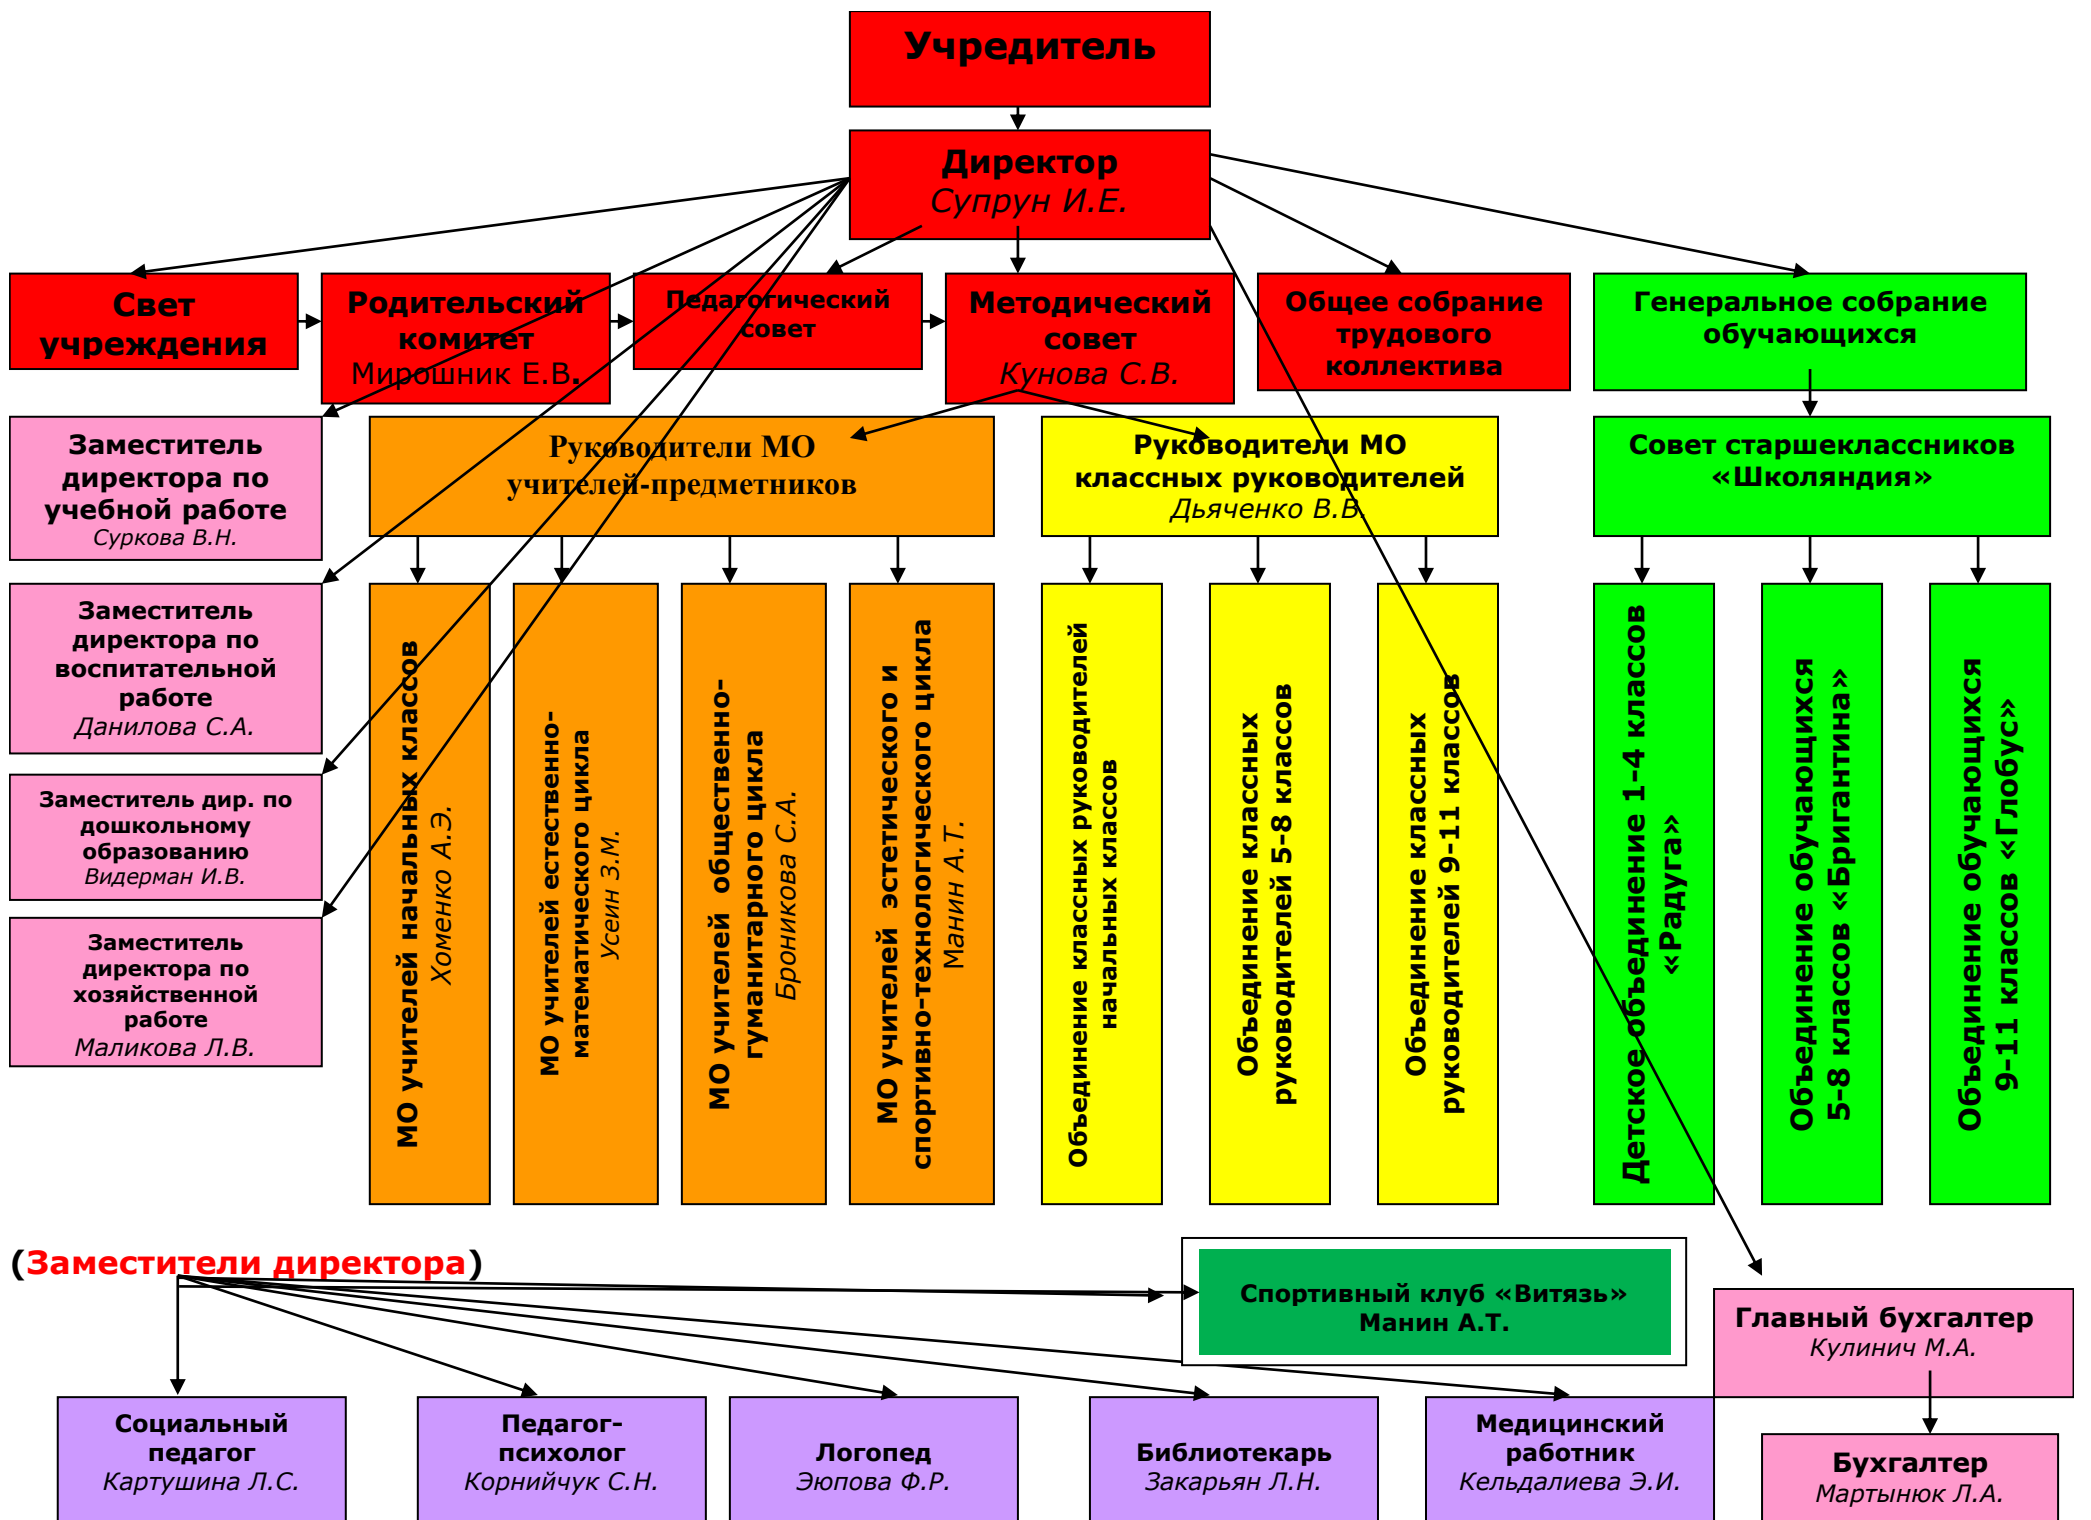 Учредитель
Директор
Супрун И.Е.
Свет
учреждения
Родительский
комитет
Мирошник Е.В.
Педагогический
совет
Методический
совет
Кунова С.В.
Общее собрание
трудового
коллектива
Генеральное собрание
обучающихся
Заместитель
директора по
учебной работе
Суркова В.Н.
Руководители МО
учителей-предметников
Руководители МО
классных руководителей
Дьяченко В.В.
Совет старшеклассников
«Школяндия»
Заместитель
директора по
воспитательной
работе
Данилова С.А.
Заместитель дир. по
дошкольному
образованию
Видерман И.В.
Заместитель
директора по
хозяйственной
работе
Маликова Л.В.
МО учителей начальных классов
Хоменко А.Э.
МО учителей естественно-
математического цикла
Усеин З.М.
МО учителей общественно-
гуманитарного цикла
Броникова С.А.
МО учителей эстетического и
спортивно-технологического цикла
Манин А.Т.
Объединение классных руководителей
начальных классов
Объединение классных
руководителей 5-8 классов
Объединение классных
руководителей 9-11 классов
Детское объединение 1-4 классов
«Радуга»
Объединение обучающихся
5-8 классов «Бригантина»
Объединение обучающихся
9-11 классов «Глобус»
(Заместители директора)
Спортивный клуб «Витязь»
Манин А.Т.
Главный бухгалтер
Кулинич М.А.
Социальный
педагог
Картушина Л.С.
Педагог-
психолог
Корнийчук С.Н.
Логопед
Эюпова Ф.Р.
Библиотекарь
Закарьян Л.Н.
Медицинский
работник
Кельдалиева Э.И.
Бухгалтер
Мартынюк Л.А.